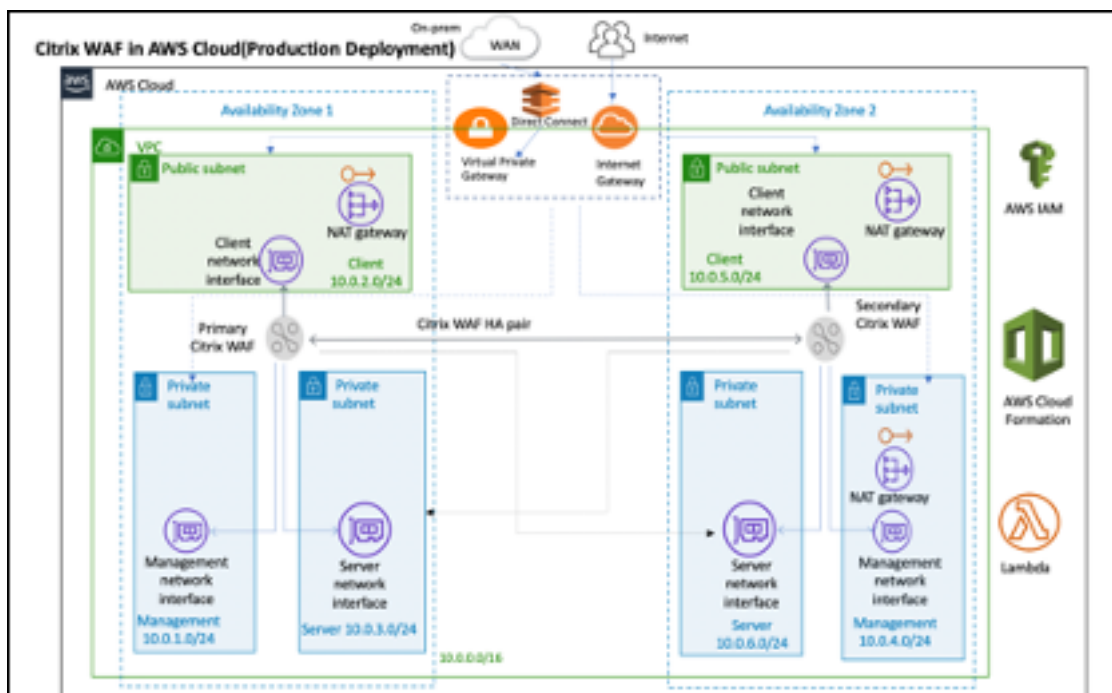 On-prem
WAN
Internet
Citrix WAF in AWS Cloud(Production Deployment)
aws
AWS Cloud
Availability Zone 1
Availability Zone 2
Direct Connect
Virtual Private
Gateway
Internet
Gateway
VPC
Public subnet
NAT gateway
Client
network
interface
Client
10.0.2.0/24
Public subnet
Client
network
interface
NAT gateway
Client
10.0.5.0/24
AWS IAM
Primary
Citrix WAF
Citrix WAF HA pair
Secondary
Citrix WAF
Private
subnet
Private
subnet
Private
subnet
Private
subnet
AWS Cloud
Formation
NAT gateway
Management
network
interface
Management
10.0.1.0/24
Server
network
interface
Server 10.0.3.0/24
Server
network
interface
Server
10.0.6.0/24
Management
network
interface
Management
10.0.4.0/24
Lambda
10.0.0.0/16